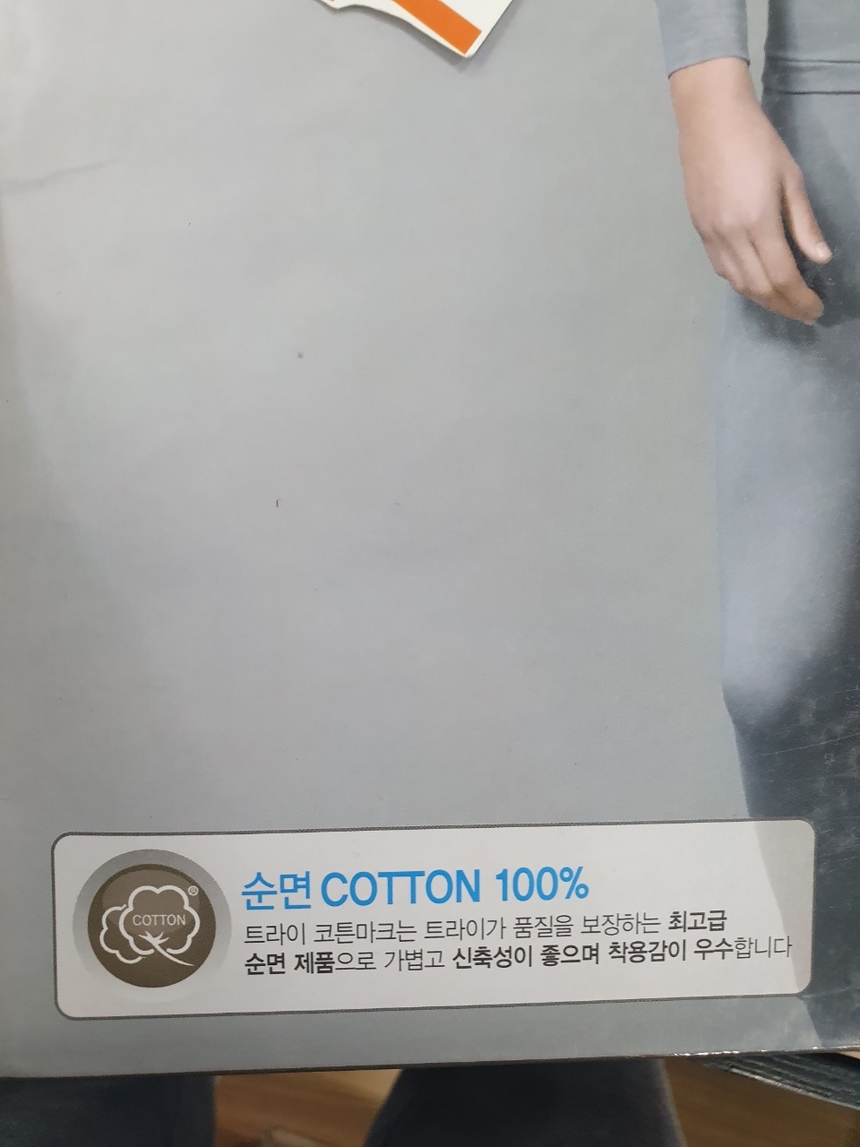 순면 COTTON 100%
COTTON ®
트라이 코튼마크는 트라이가 품질을 보장하는 최고급
순면 제품으로 가볍고 신축성이 좋으며 착용감이 우수합니다